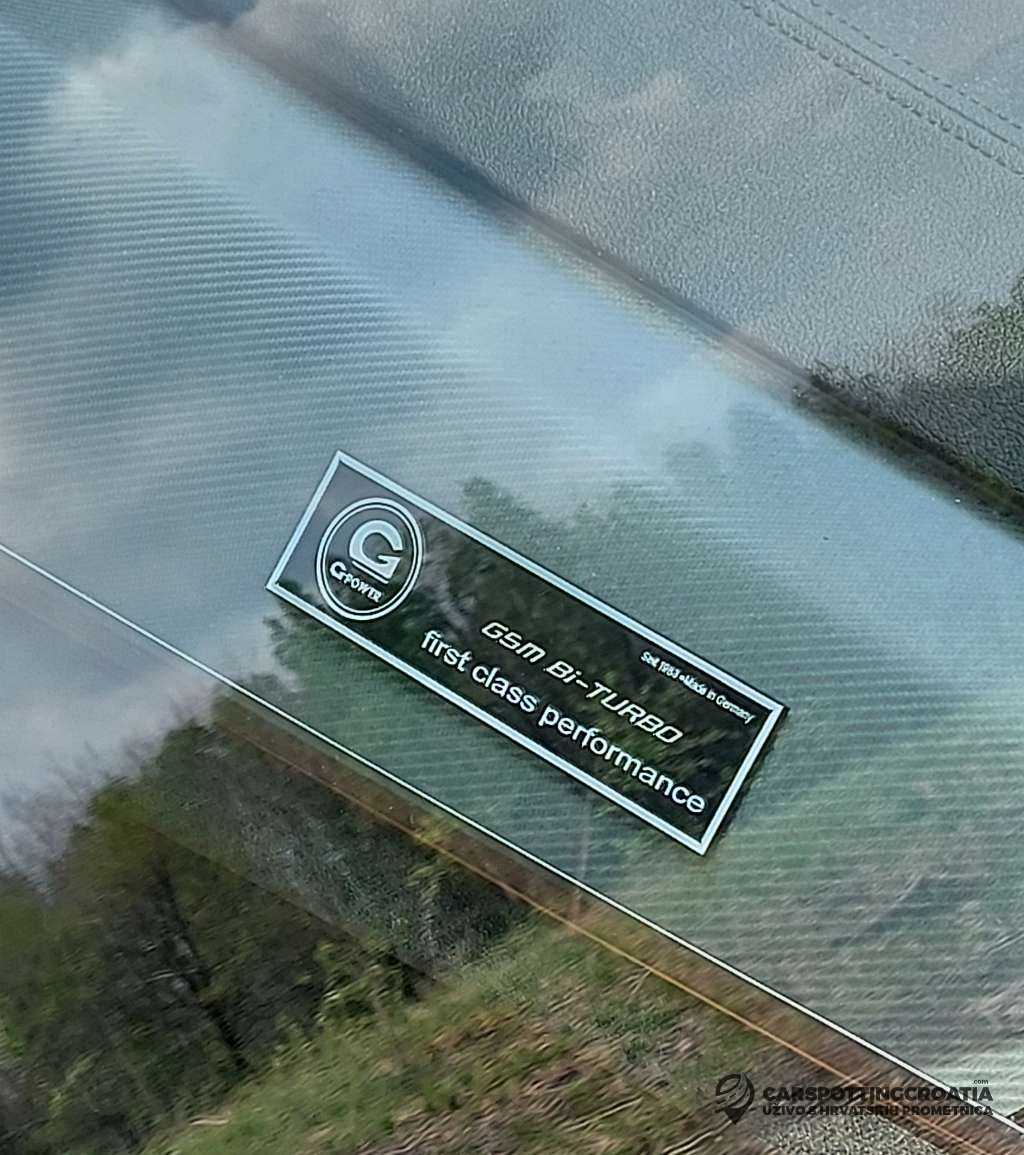 G
G-POWER
Seit 1983 • Made in Germany
G5M Bi-TURBO
first class performance
CARSPOTTINGCROATIA.com
UŽIVO S HRVATSKIH PROMETNICA